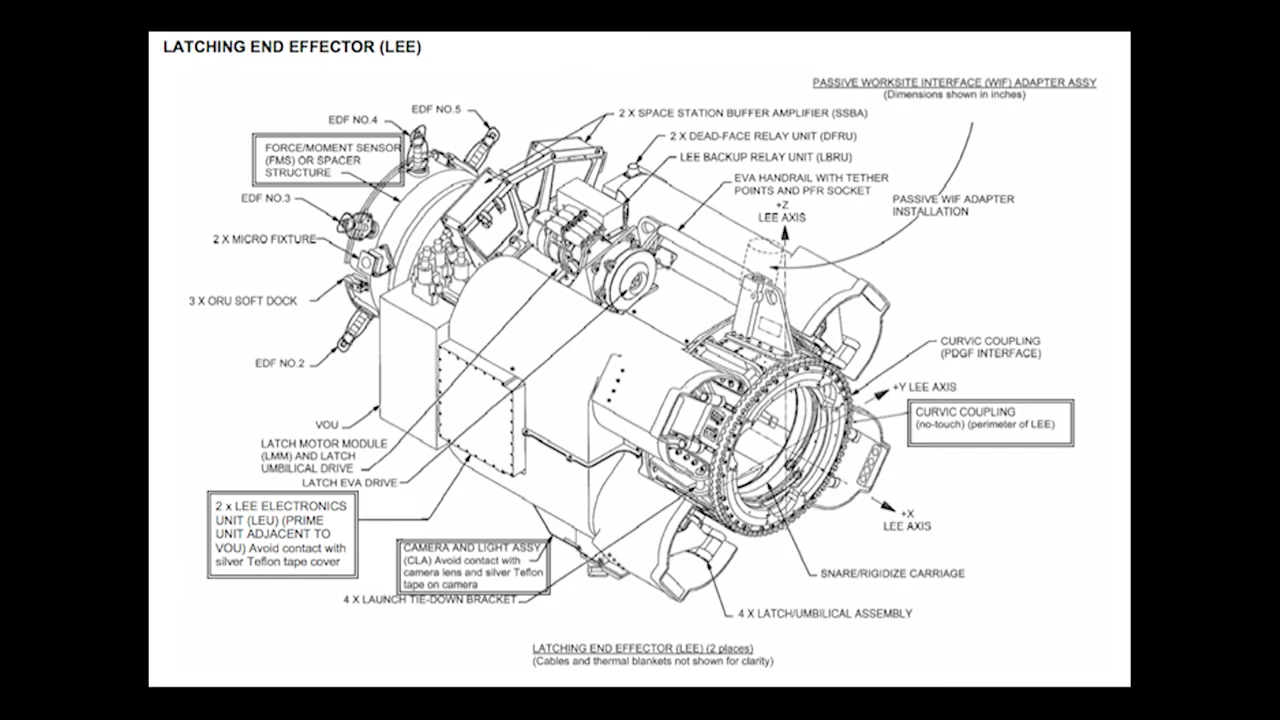 LATCHING END EFFECTOR (LEE)
PASSIVE WORKSITE INTERFACE (WIF) ADAPTER ASSY
(Dimensions shown in inches)
EDF NO.5
EDF NO.4
2 X SPACE STATION BUFFER AMPLIFIER (SSBA)
2 X DEAD-FACE RELAY UNIT (DFRU)
FORCE/MOMENT SENSOR
(FMS) OR SPACER
STRUCTURE
LEE BACKUP RELAY UNIT (LBRU)
EVA HANDRAIL WITH TETHER
POINTS AND PFR SOCKET
EDF NO.3
PASSIVE WIF ADAPTER
INSTALLATION
+Z
LEE AXIS
2 X MICRO FIXTURE
3 X ORU SOFT DOCK
EDF NO.2
CURVIC COUPLING
(PDGF INTERFACE)
+Y LEE AXIS
CURVIC COUPLING
(no-touch) (perimeter of LEE)
VOU
LATCH MOTOR MODULE
(LMM) AND LATCH
UMBILICAL DRIVE
LATCH EVA DRIVE
2 x LEE ELECTRONICS
UNIT (LEU) (PRIME
UNIT ADJACENT TO
VOU) Avoid contact with
silver Teflon tape cover
+X
LEE AXIS
CAMERA AND LIGHT ASSY
(CLA) Avoid contact with
camera lens and silver Teflon
tape on camera
4 X LAUNCH TIE-DOWN BRACKET
SNARE/RIGIDIZE CARRIAGE
4 X LATCH/UMBILICAL ASSEMBLY
LATCHING END EFFECTOR (LEE) (2 places)
(Cables and thermal blankets not shown for clarity)